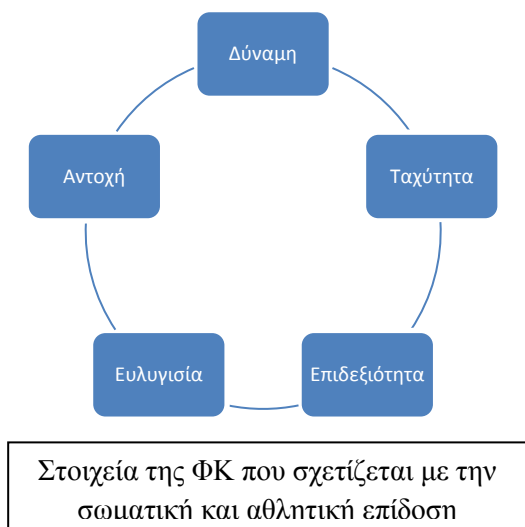 Δύναμη
Ταχύτητα
Επιδεξιότητα
Ευλυγισία
Αντοχή
Στοιχεία της ΦΚ που σχετίζεται με την
σωματική και αθλητική επίδοση